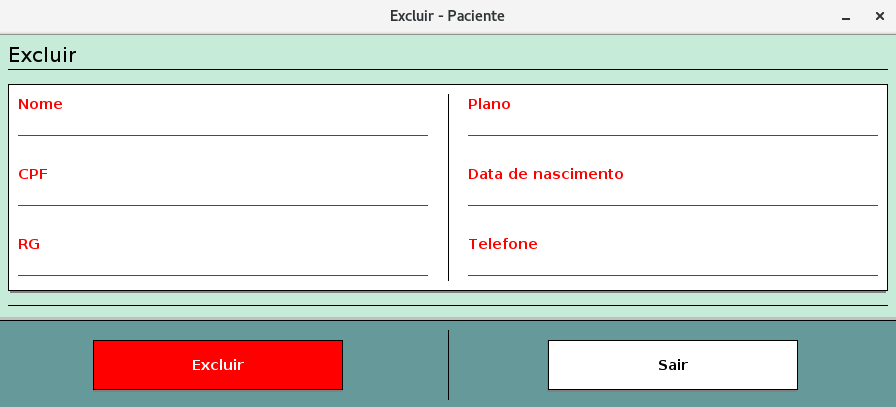 Excluir - Paciente
Excluir
Nome
Plano
CPF
Data de nascimento
RG
Telefone
Excluir
Sair